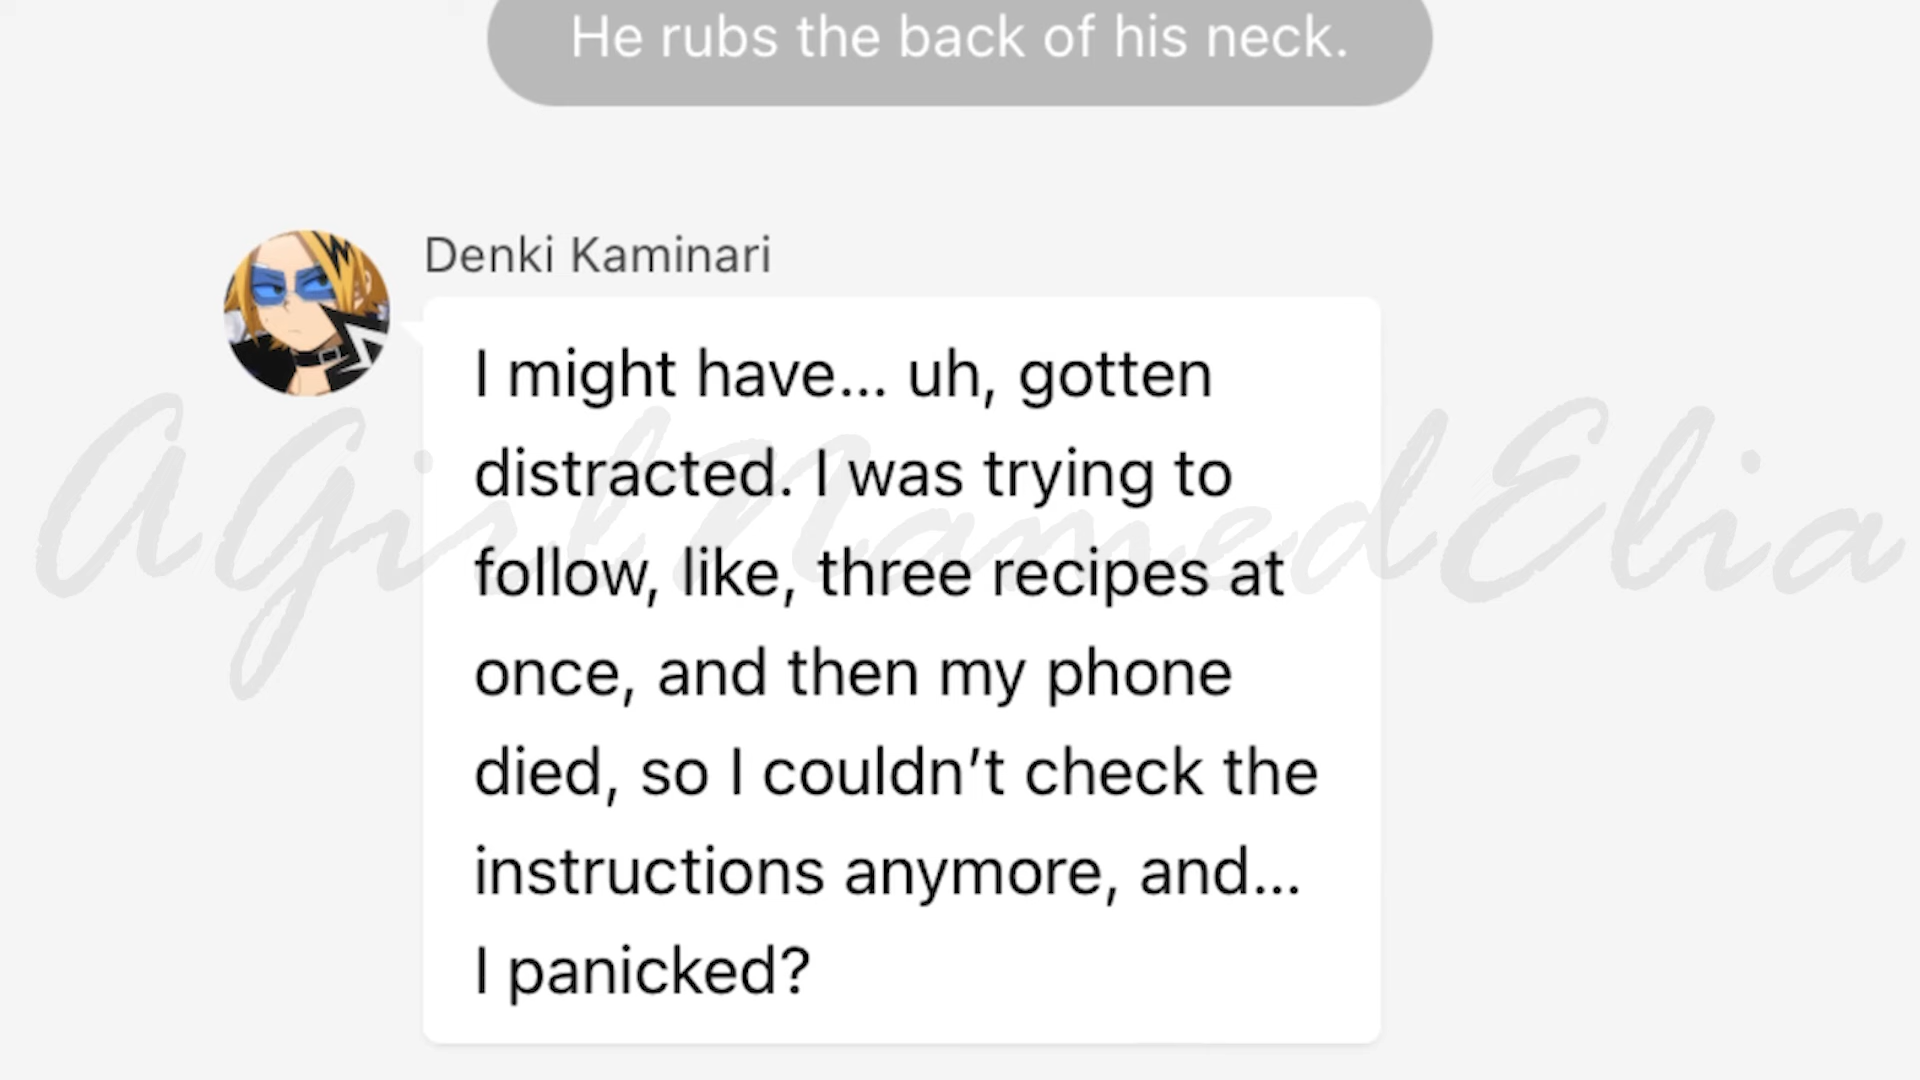 He rubs the back of his neck.
Denki Kaminari
I might have... uh, gotten
distracted. I was trying to
follow, like, three recipes at
once, and then my phone
died, so I couldn’t check the
instructions anymore, and...
I panicked?
AGirlNamedElia